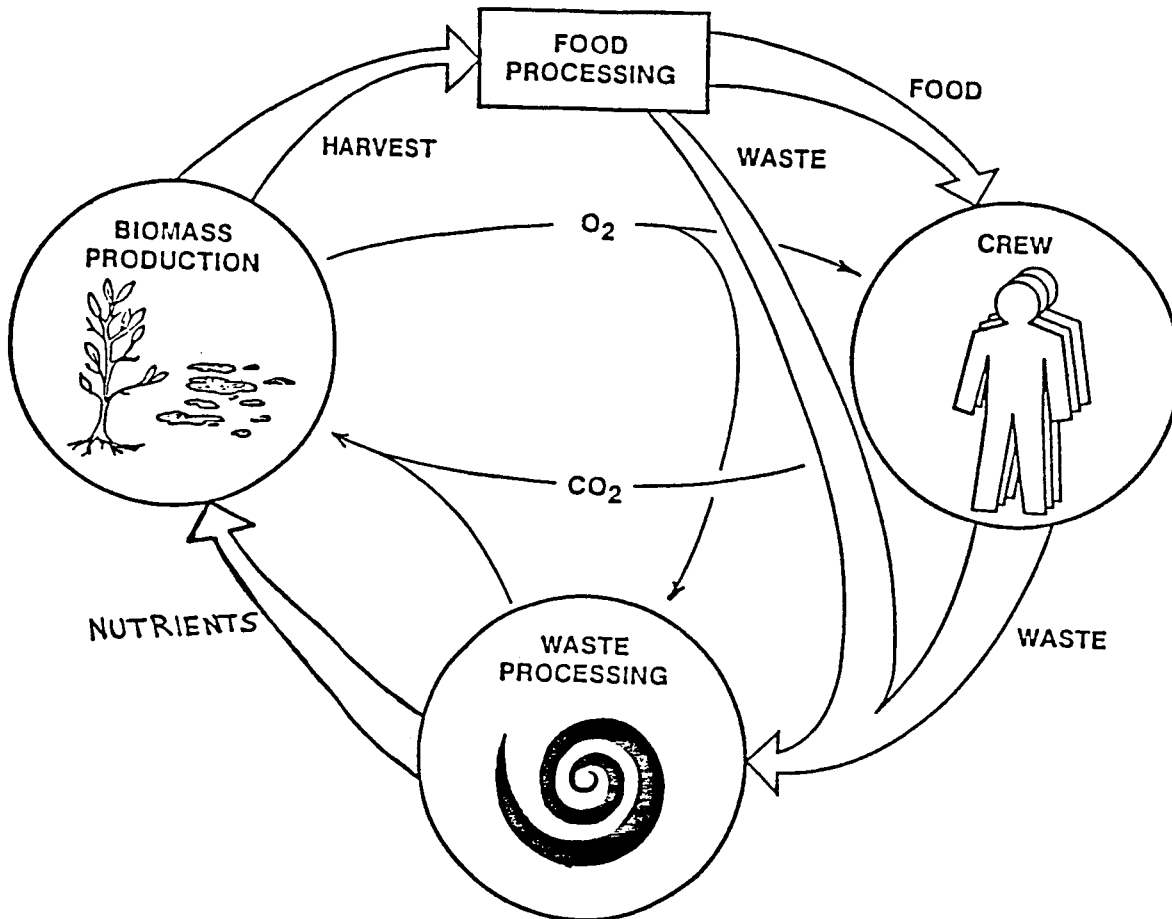 FOOD
PROCESSING
FOOD
HARVEST
WASTE
BIOMASS
PRODUCTION
O₂
CREW
CO₂
NUTRIENTS
WASTE
PROCESSING
WASTE